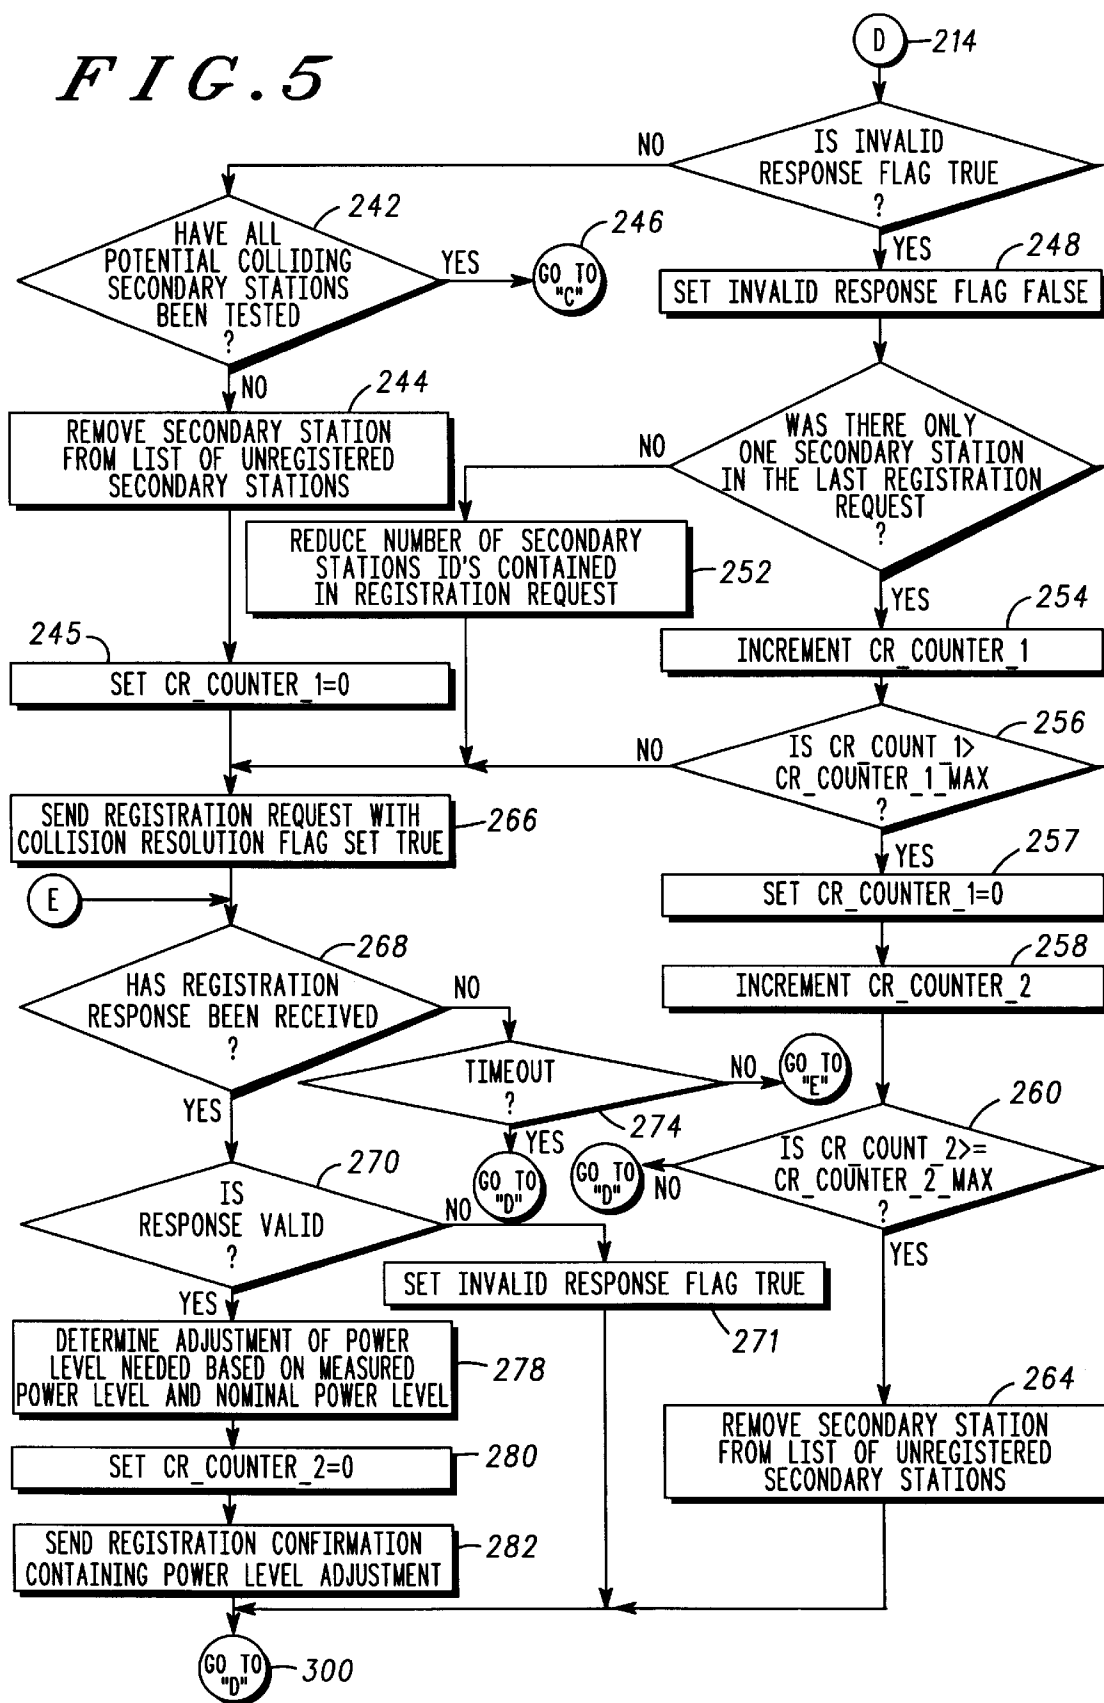 FIG. 5
D
214
IS INVALID
RESPONSE FLAG TRUE
?
NO
YES
242
HAVE ALL
POTENTIAL COLLIDING
SECONDARY STATIONS
BEEN TESTED
?
YES
246
GO TO
"C"
NO
248
SET INVALID RESPONSE FLAG FALSE
244
REMOVE SECONDARY STATION
FROM LIST OF UNREGISTERED
SECONDARY STATIONS
WAS THERE ONLY
ONE SECONDARY STATION
IN THE LAST REGISTRATION
REQUEST
?
NO
YES
REDUCE NUMBER OF SECONDARY
STATIONS ID'S CONTAINED
IN REGISTRATION REQUEST
252
254
INCREMENT CR_COUNTER_1
245
SET CR_COUNTER_1=0
256
IS CR_COUNT_1>
CR_COUNTER_1_MAX
?
NO
YES
SEND REGISTRATION REQUEST WITH
COLLISION RESOLUTION FLAG SET TRUE
266
257
SET CR_COUNTER_1=0
E
258
INCREMENT CR_COUNTER_2
268
HAS REGISTRATION
RESPONSE BEEN RECEIVED
?
NO
YES
TIMEOUT
?
274
NO
GO TO
"E"
YES
GO TO
"D"
260
IS CR_COUNT_2>=
CR_COUNTER_2_MAX
?
NO
GO TO
"D"
YES
270
IS
RESPONSE VALID
?
NO
YES
SET INVALID RESPONSE FLAG TRUE
271
DETERMINE ADJUSTMENT OF POWER
LEVEL NEEDED BASED ON MEASURED
POWER LEVEL AND NOMINAL POWER LEVEL
278
264
REMOVE SECONDARY STATION
FROM LIST OF UNREGISTERED
SECONDARY STATIONS
SET CR_COUNTER_2=0
280
SEND REGISTRATION CONFIRMATION
CONTAINING POWER LEVEL ADJUSTMENT
282
GO TO
"D"
300